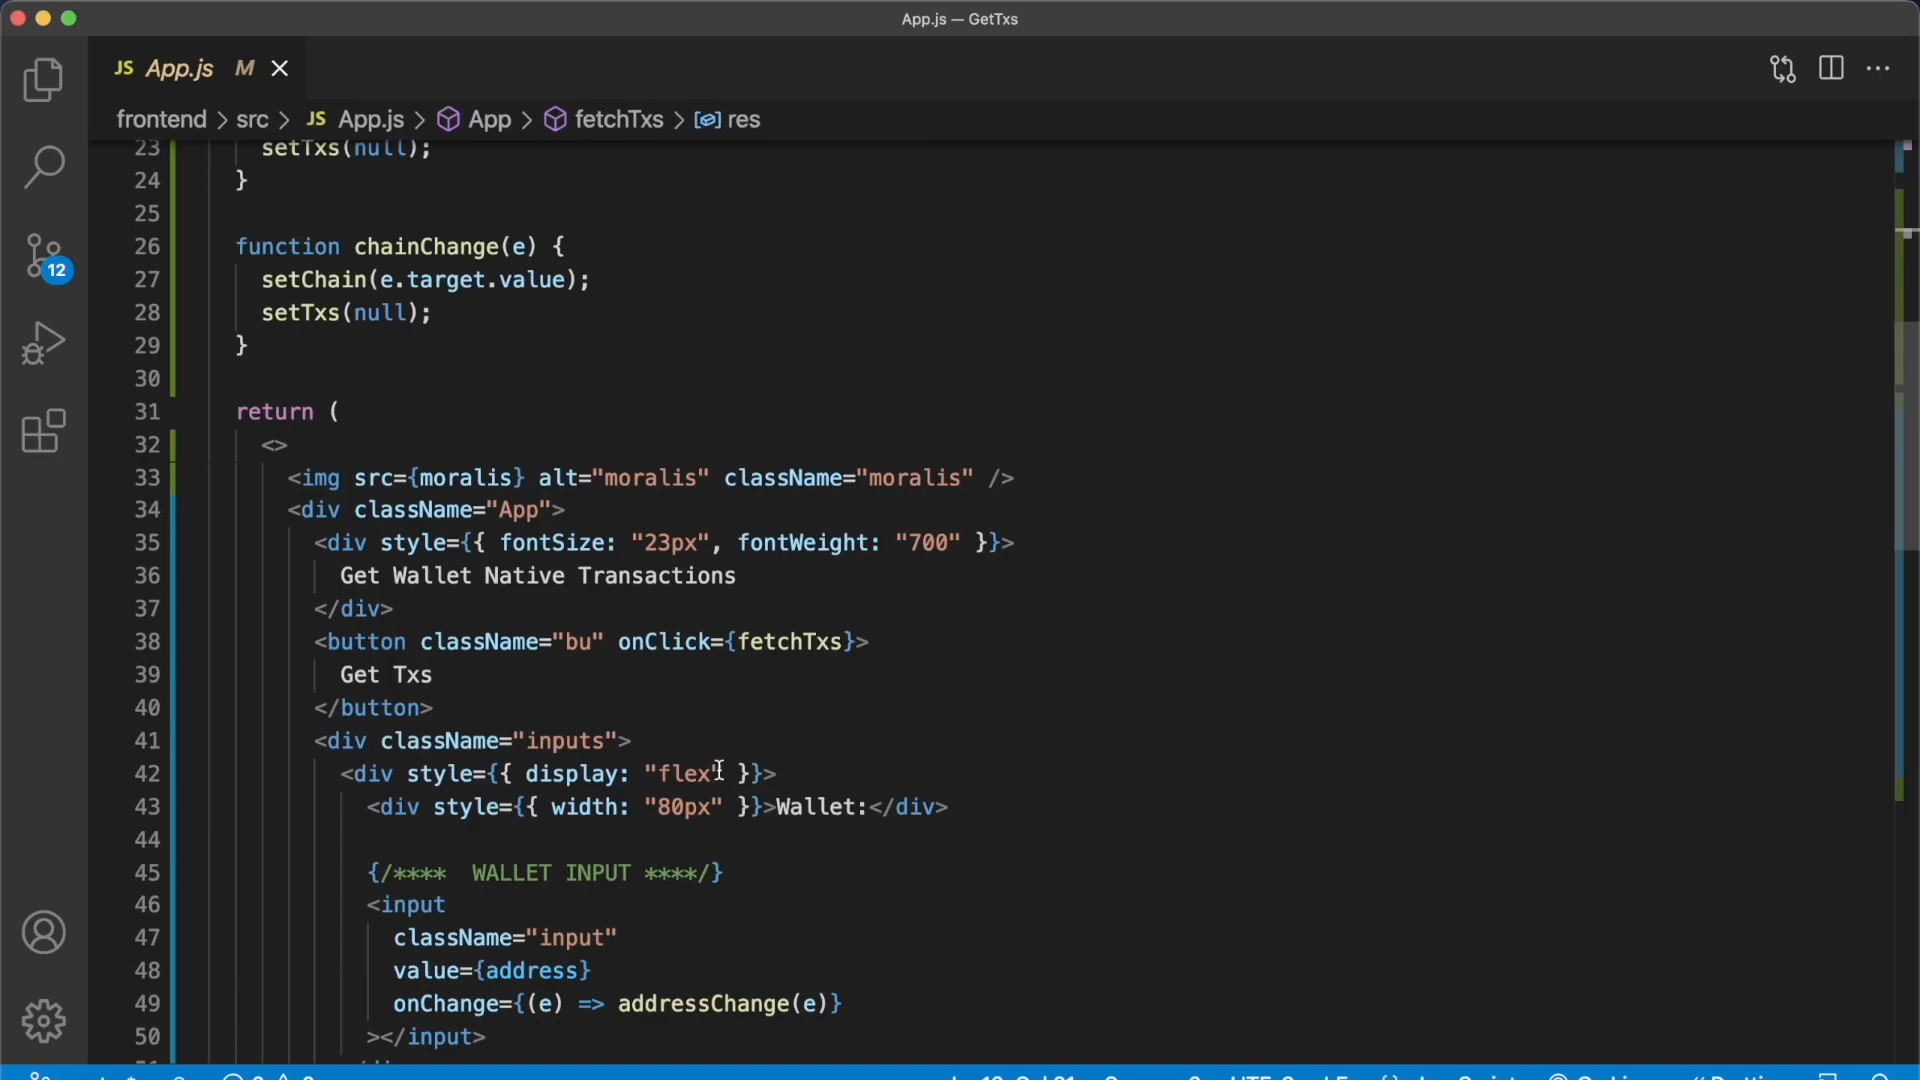 App.js — GetTxs
JS App.js M
frontend > src > JS App.js > App > fetchTxs > res
12
23 setTxs(null);
24 }
25
26 function chainChange(e) {
27 setChain(e.target.value);
28 setTxs(null);
29 }
30
31 return (
32 <>
33 <img src={moralis} alt="moralis" className="moralis" />
34 <div className="App">
35 <div style={{ fontSize: "23px", fontWeight: "700" }}>
36 Get Wallet Native Transactions
37 </div>
38 <button className="bu" onClick={fetchTxs}>
39 Get Txs
40 </button>
41 <div className="inputs">
42 <div style={{ display: "flex" }}>
43 <div style={{ width: "80px" }}>Wallet:</div>
44
45 {/**** WALLET INPUT ****/}
46 <input
47 className="input"
48 value={address}
49 onChange={(e) => addressChange(e)}
50 ></input>